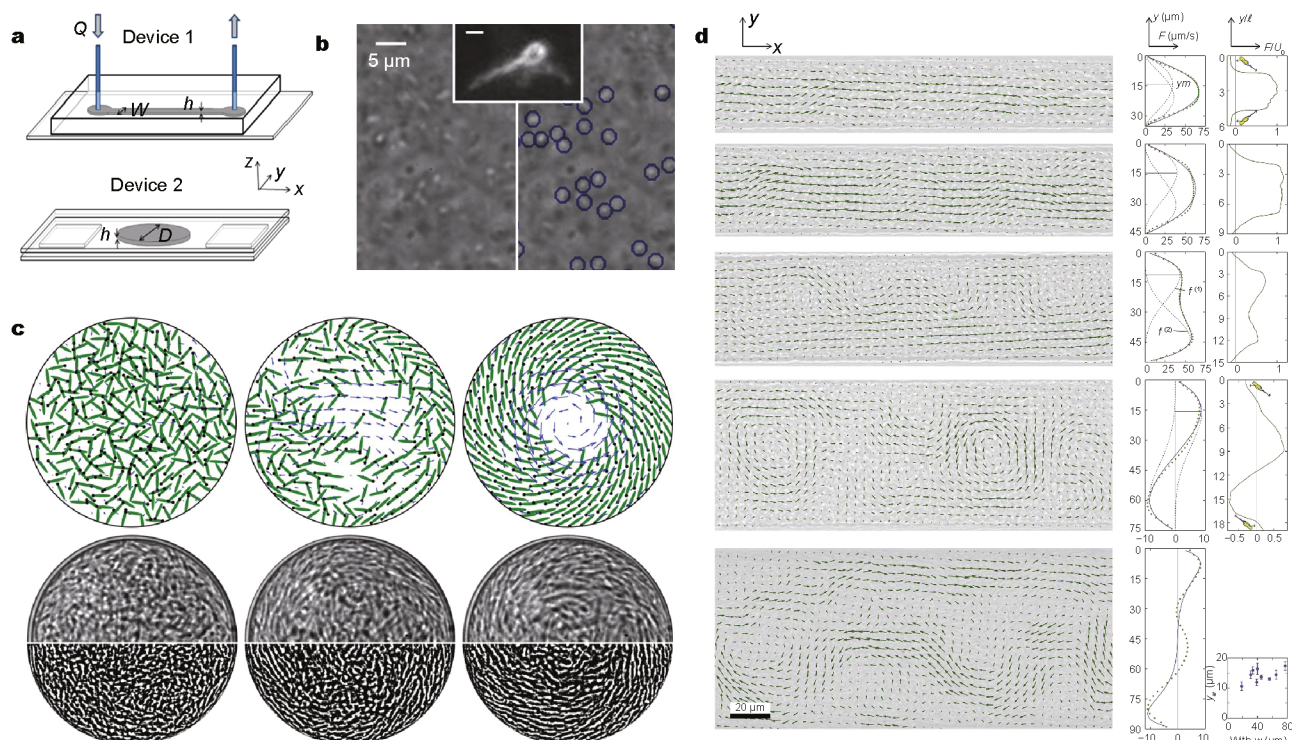 a
Q
Device 1
h
W
Device 2
z
y
x
h
D
b
5 µm
c
d
y
x
y (µm)
F (µm/s)
y/ℓ
F/U0
0
15
30
0 25 50 75
ym
0
3
6
0 1
0
15
30
45
0 25 50 75
0
3
6
9
0 1
0
15
30
45
0 25 50 75
f (1)
f (2)
0
3
6
9
12
15
0 1
0
15
30
45
60
75
−10 0 10
0
3
6
9
12
15
18
−0.5 0 0.5
0
15
30
45
60
75
90
−10 0 10
20 µm
20
10
0
(µm)
0 40 80